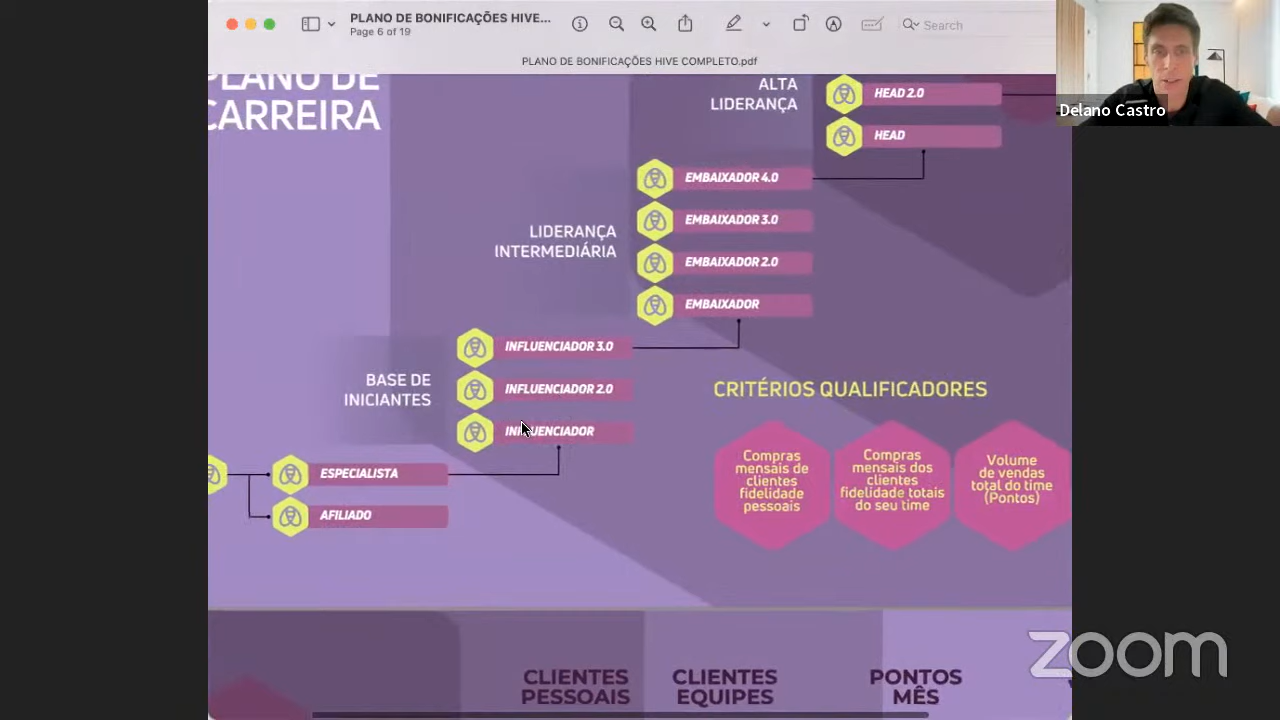 PLANO DE BONIFICAÇÕES HIVE...
Page 6 of 19
Search
PLANO DE BONIFICAÇÕES HIVE COMPLETO.pdf
Delano Castro
PLANO DE
CARREIRA
ALTA
LIDERANÇA
HEAD 2.0
HEAD
LIDERANÇA
INTERMEDIÁRIA
EMBAIXADOR 4.0
EMBAIXADOR 3.0
EMBAIXADOR 2.0
EMBAIXADOR
BASE DE
INICIANTES
INFLUENCIADOR 3.0
INFLUENCIADOR 2.0
INFLUENCIADOR
ESPECIALISTA
AFILIADO
CRITÉRIOS QUALIFICADORES
Compras
mensais de
clientes
fidelidade
pessoais
Compras
mensais dos
clientes
fidelidade totais
do seu time
Volume
de vendas
total do time
(Pontos)
CLIENTES
PESSOAIS
CLIENTES
EQUIPES
PONTOS
MÊS
zoom